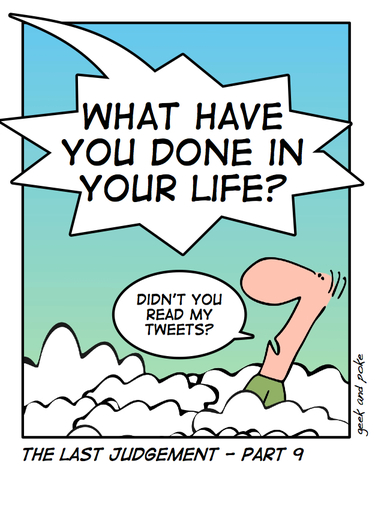 WHAT HAVE
YOU DONE IN
YOUR LIFE?
DIDN'T YOU
READ MY
TWEETS?
geek and poke
THE LAST JUDGEMENT - PART 9